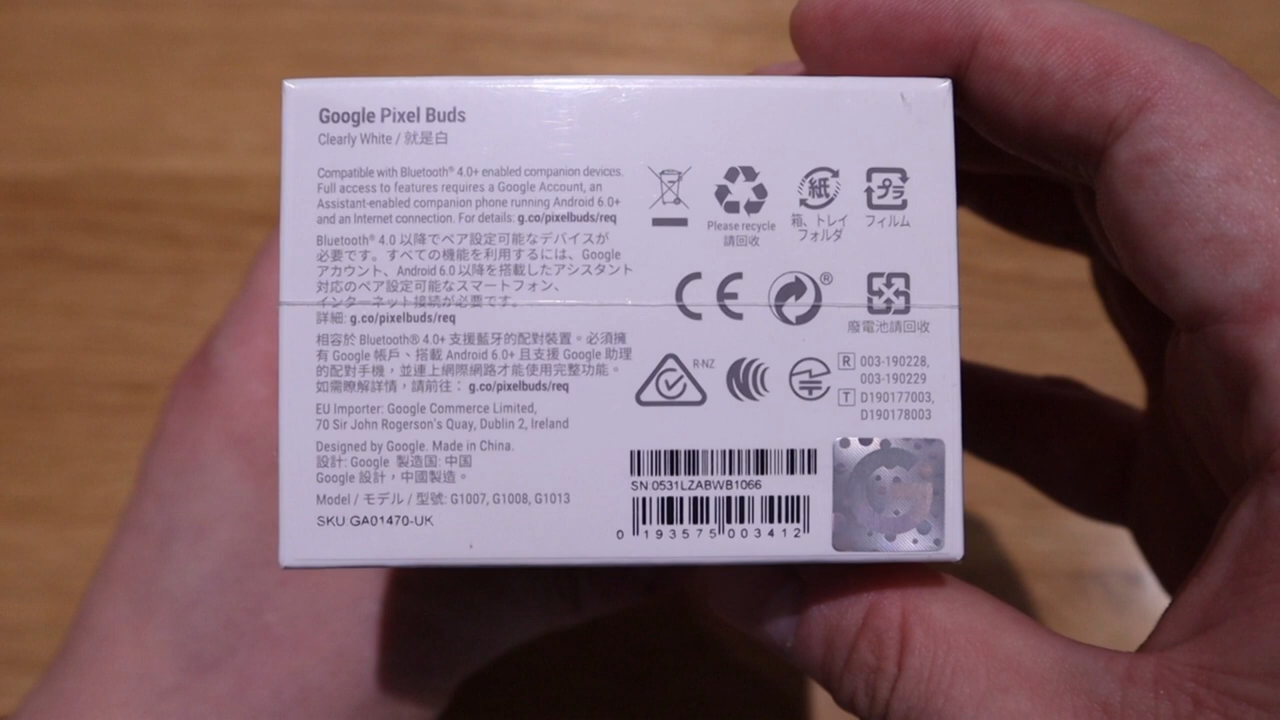 Google Pixel Buds
Clearly White / 就是白
Compatible with Bluetooth® 4.0+ enabled companion devices.
Full access to features requires a Google Account, an
Assistant-enabled companion phone running Android 6.0+
and an Internet connection. For details: g.co/pixelbuds/req
Bluetooth® 4.0 以降でペア設定可能なデバイスが
必要です。すべての機能を利用するには、Google
アカウント、Android 6.0 以降を搭載したアシスタント
対応のペア設定可能なスマートフォン、
インターネット接続が必要です。
詳細: g.co/pixelbuds/req
相容於 Bluetooth® 4.0+ 支援藍牙的配對裝置。必須擁
有 Google 帳戶、搭載 Android 6.0+ 且支援 Google 助理
的配對手機，並連上網際網路才能使用完整功能。
如需瞭解詳情，請前往： g.co/pixelbuds/req
EU Importer: Google Commerce Limited,
70 Sir John Rogerson's Quay, Dublin 2, Ireland
Designed by Google. Made in China.
設計: Google 製造国: 中国
Google 設計，中國製造。
Model / モデル / 型號: G1007, G1008, G1013
SKU:GA01470-UK
Please recycle
請回收
紙
箱、トレイ
フォルダ
プラ
フィルム
CE
®
廢電池請回收
R-NZ
R 003-190228,
003-190229
T D190177003,
D190178003
SN:0531LZABWB1066
0 193575 003412
G